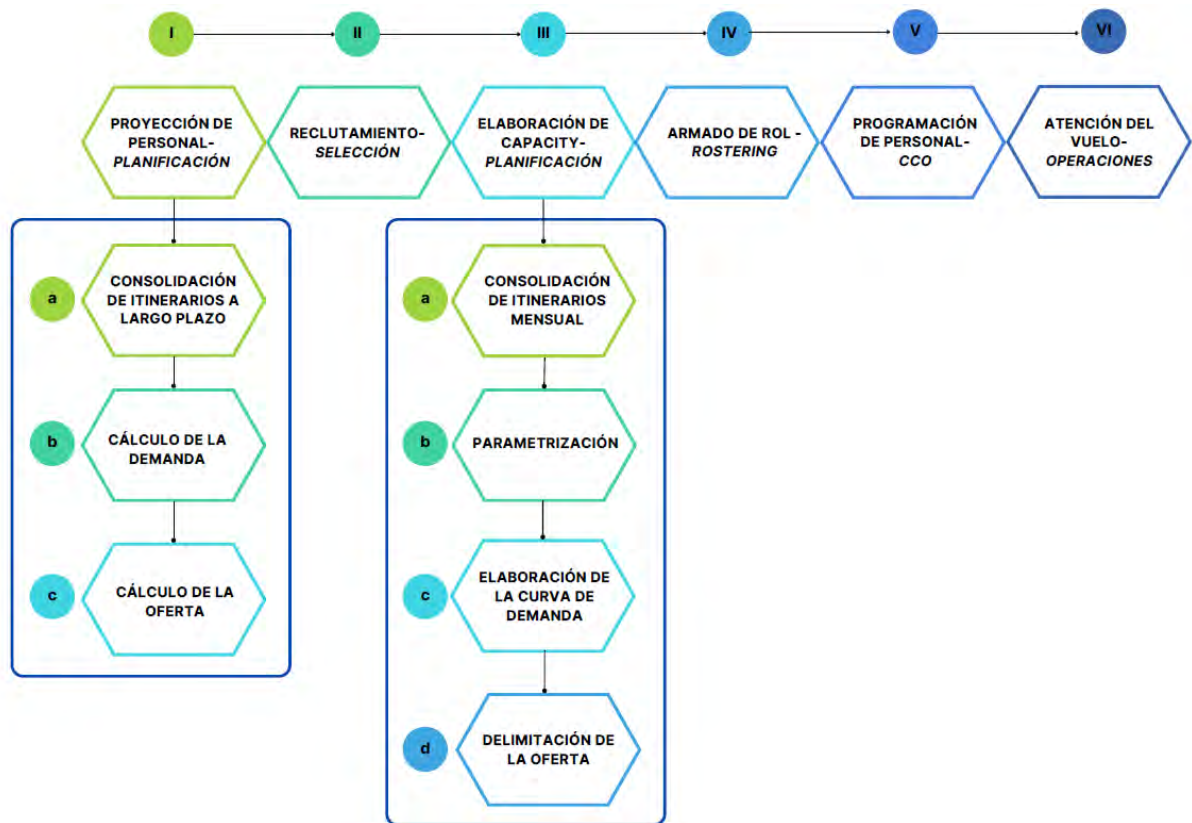 I
II
III
IV
V
VI
PROYECCIÓN DE
PERSONAL-
PLANIFICACIÓN
RECLUTAMIENTO-
SELECCIÓN
ELABORACIÓN DE
CAPACITY-
PLANIFICACIÓN
ARMADO DE ROL -
ROSTERING
PROGRAMACIÓN
DE PERSONAL-
CCO
ATENCIÓN DEL
VUELO-
OPERACIONES
a
CONSOLIDACIÓN
DE ITINERARIOS A
LARGO PLAZO
b
CÁLCULO DE LA
DEMANDA
c
CÁLCULO DE LA
OFERTA
a
CONSOLIDACIÓN
DE ITINERARIOS
MENSUAL
b
PARAMETRIZACIÓN
c
ELABORACIÓN DE
LA CURVA DE
DEMANDA
d
DELIMITACIÓN DE
LA OFERTA